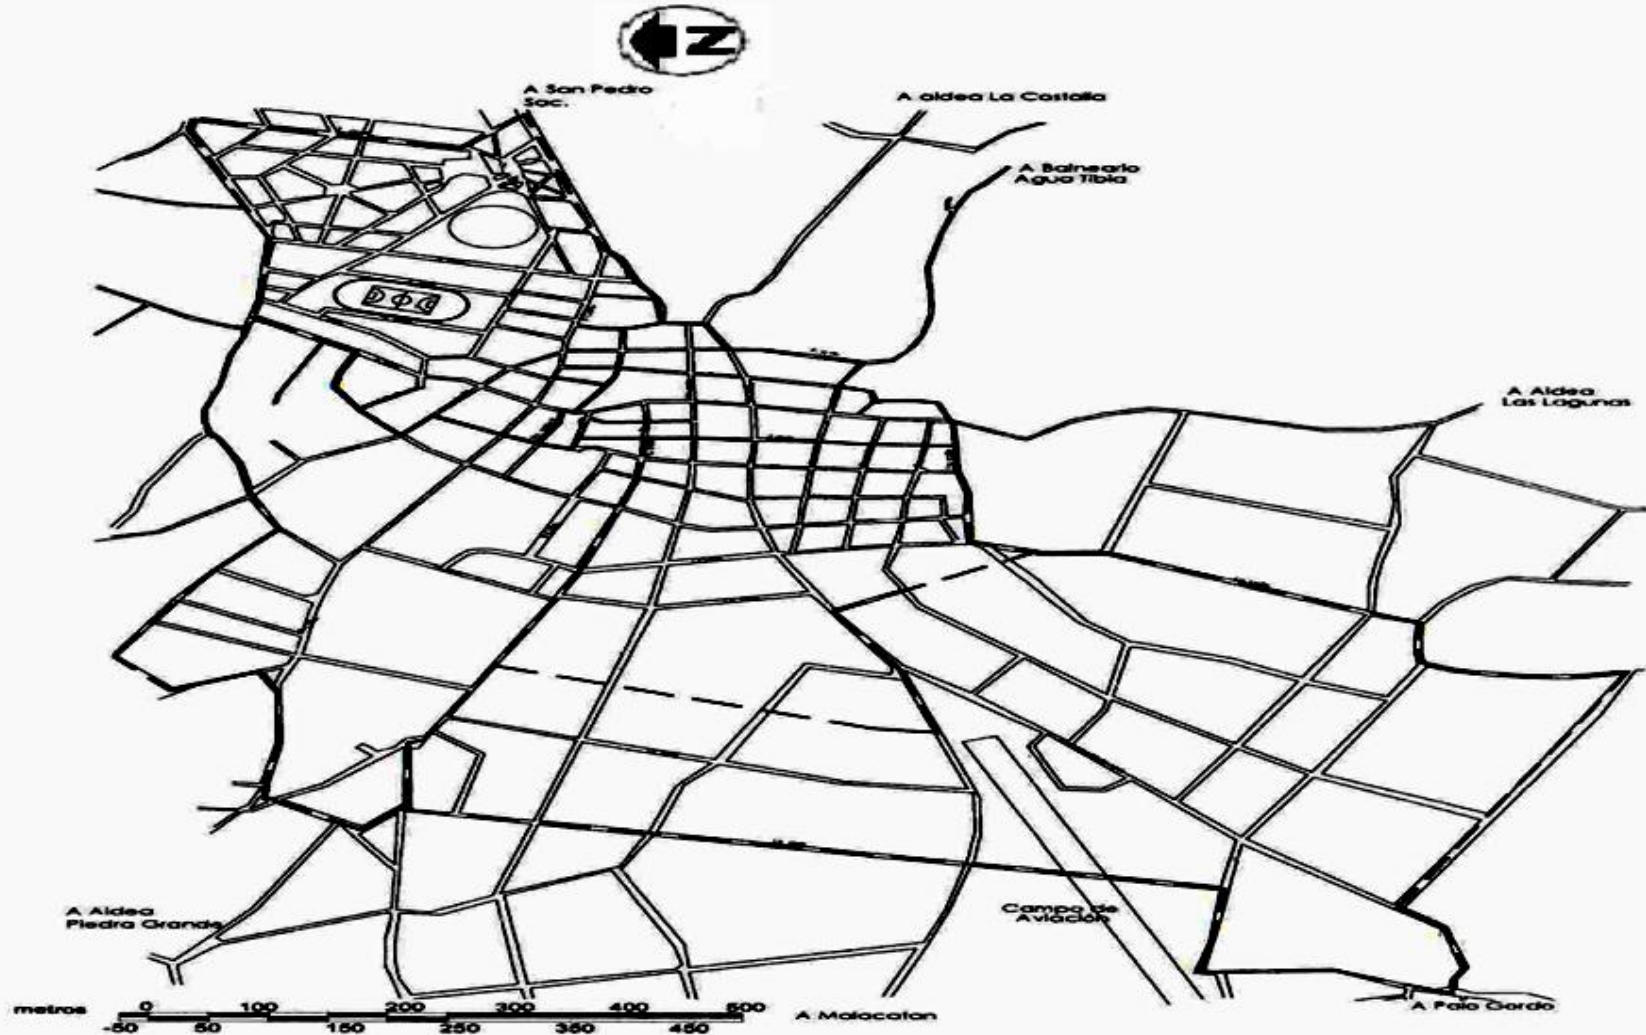 N
A San Pedro
Sac.
A aldea La Castalia
A Balneario
Agua Tibia
A Aldea
Las Lagunas
A Aldea
Piedra Grande
Campo de
Aviación
metros 0 100 200 300 400 500
-50 50 150 250 350 450
A Malacatan
A Palo Gordo